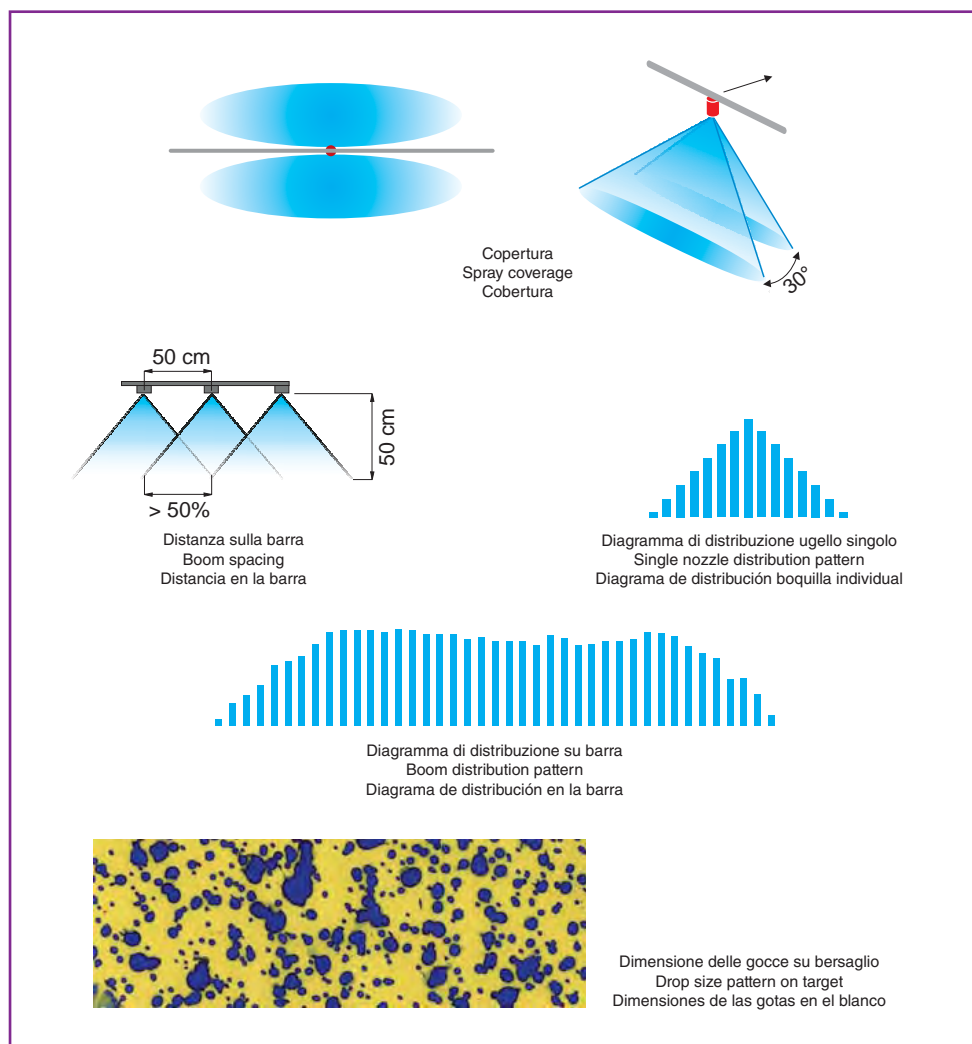 Copertura
Spray coverage
Cobertura
30°
50 cm
50 cm
> 50%
Distanza sulla barra
Boom spacing
Distancia en la barra
Diagramma di distribuzione ugello singolo
Single nozzle distribution pattern
Diagrama de distribución boquilla individual
Diagramma di distribuzione su barra
Boom distribution pattern
Diagrama de distribución en la barra
Dimensione delle gocce su bersaglio
Drop size pattern on target
Dimensiones de las gotas en el blanco